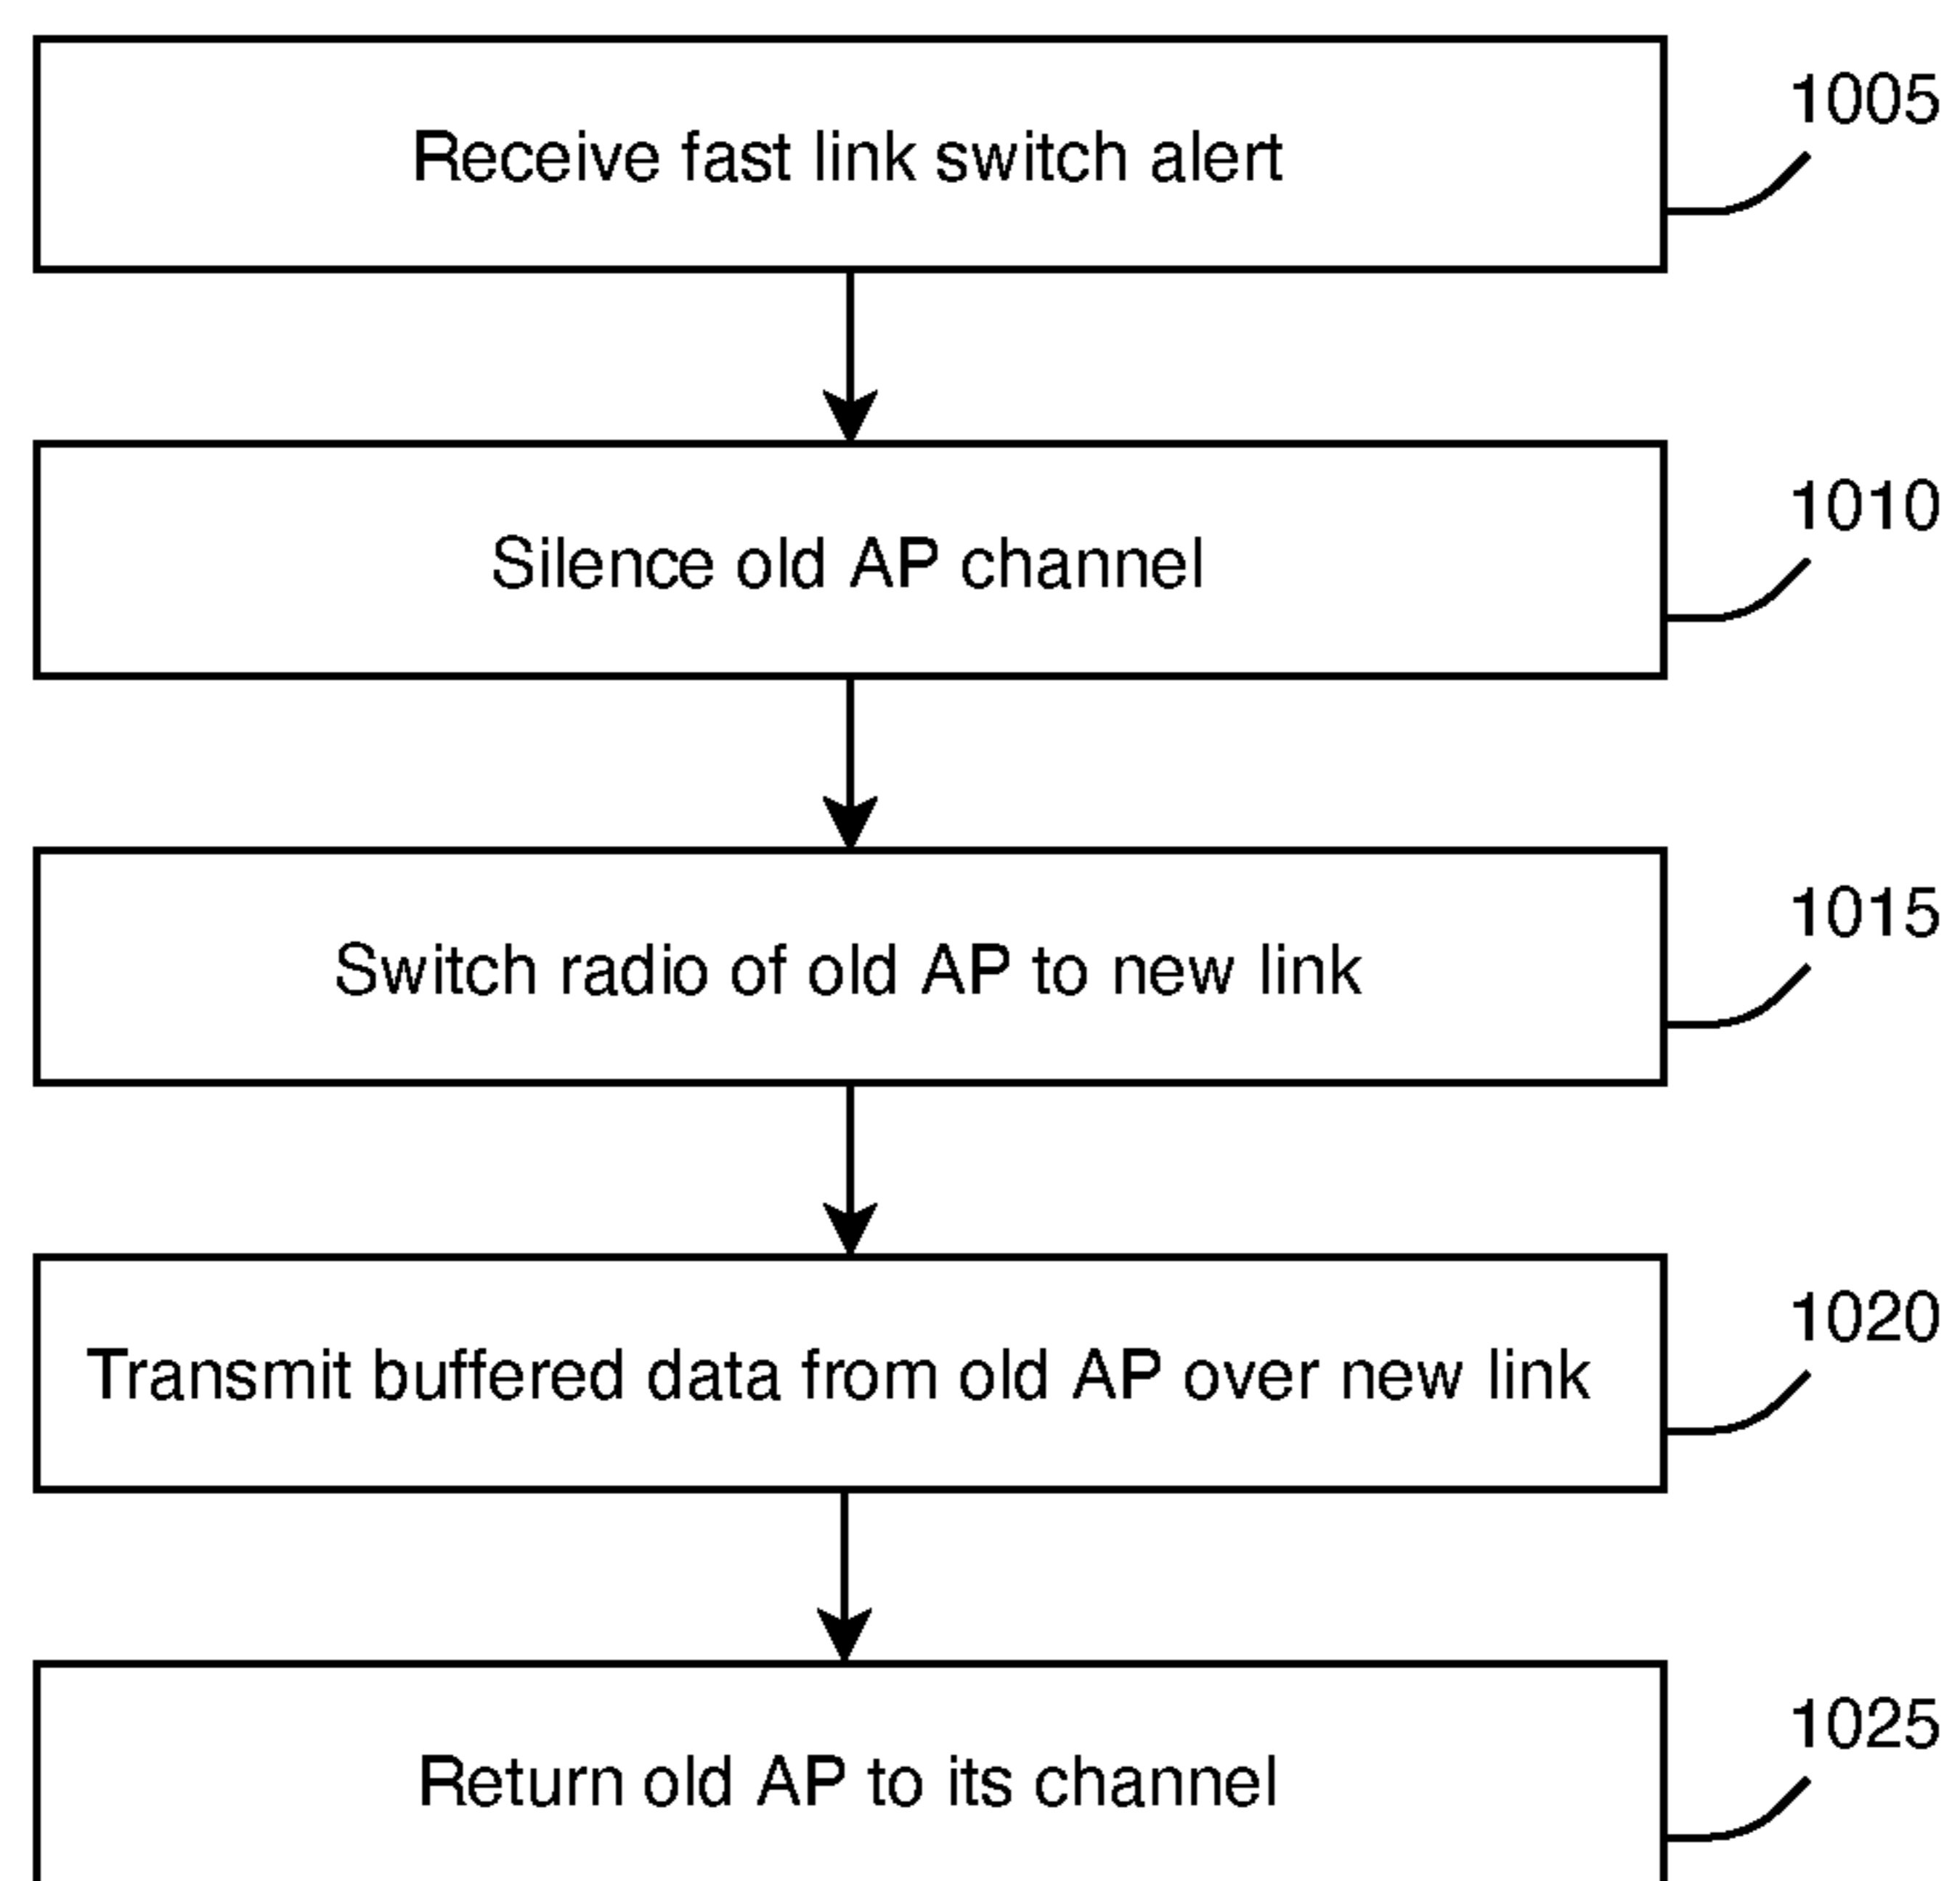 Receive fast link switch alert
1005
Silence old AP channel
1010
Switch radio of old AP to new link
1015
Transmit buffered data from old AP over new link
1020
Return old AP to its channel
1025